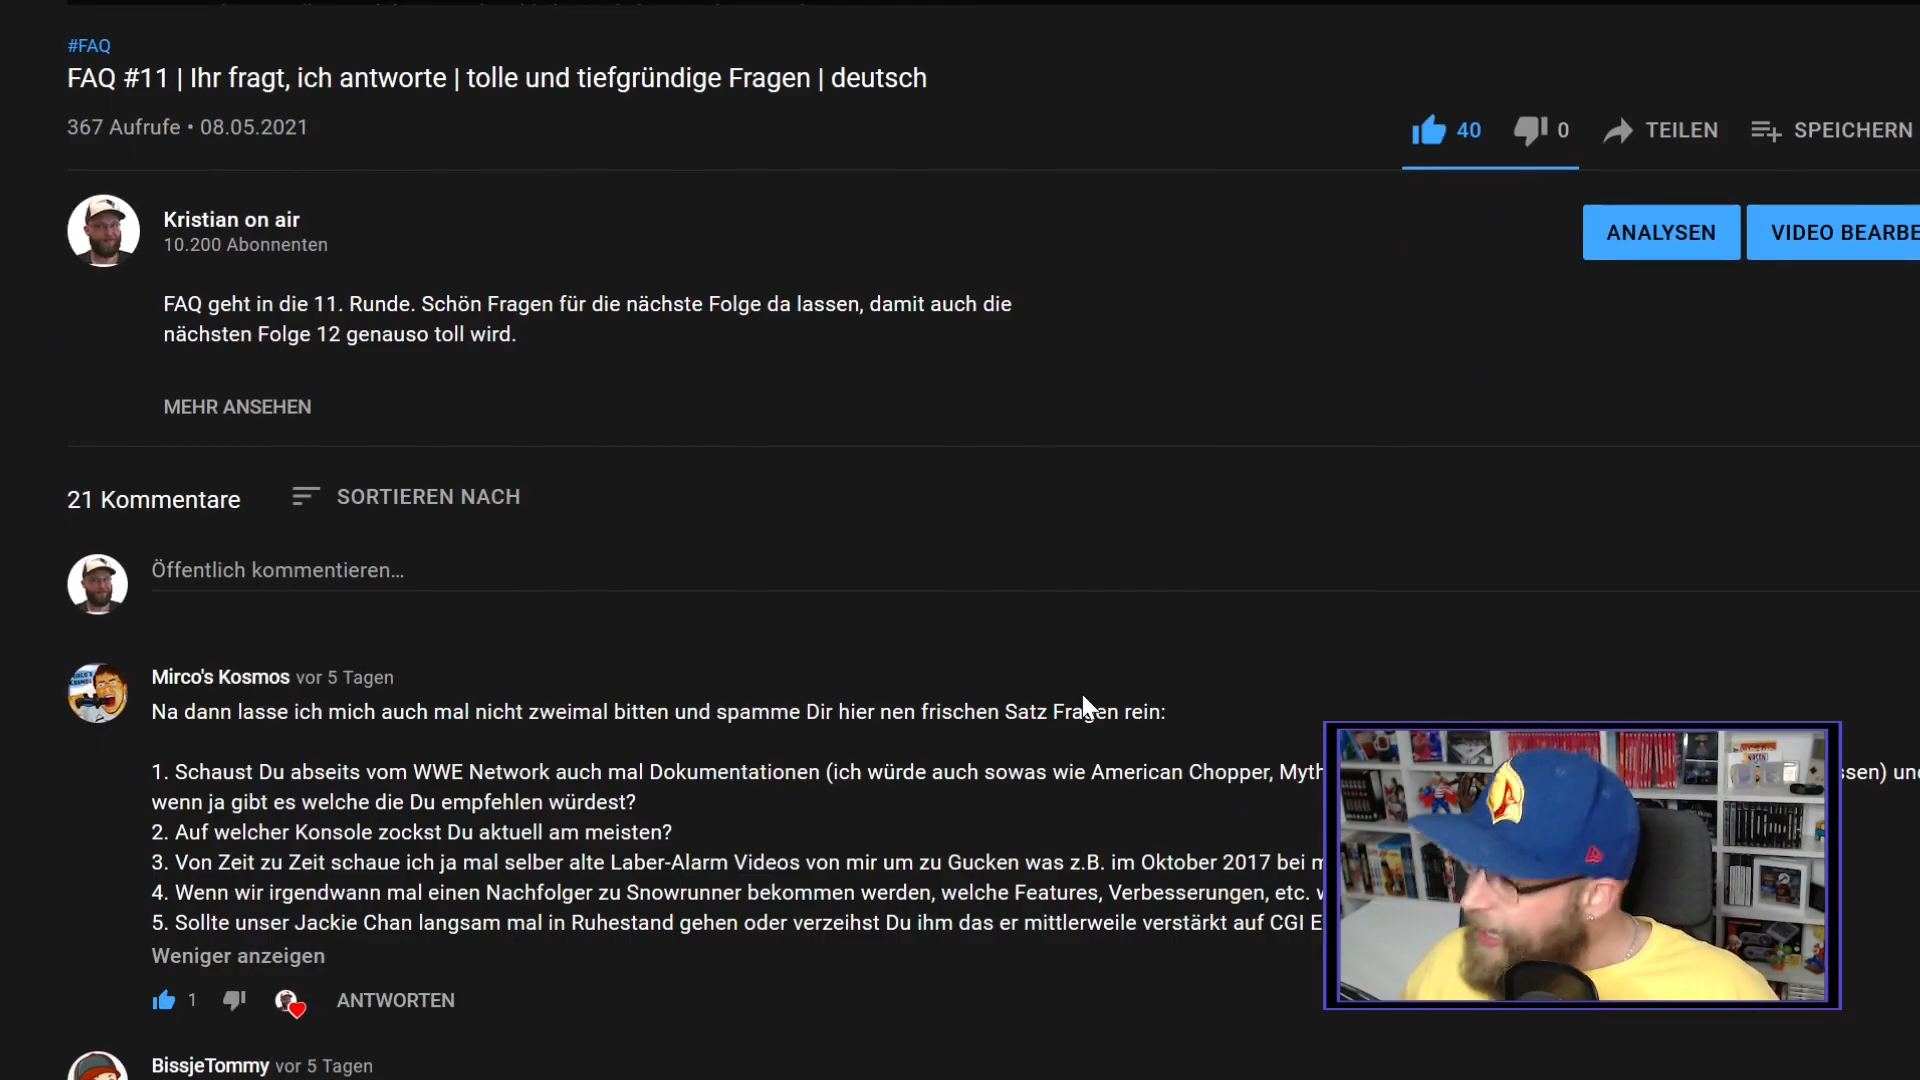 #FAQ
FAQ #11 | Ihr fragt, ich antworte | tolle und tiefgründige Fragen | deutsch
367 Aufrufe • 08.05.2021
40
0
TEILEN
SPEICHERN
Kristian on air
10.200 Abonnenten
ANALYSEN
VIDEO BEARBE
FAQ geht in die 11. Runde. Schön Fragen für die nächste Folge da lassen, damit auch die
nächsten Folge 12 genauso toll wird.
MEHR ANSEHEN
21 Kommentare
SORTIEREN NACH
Öffentlich kommentieren...
Mirco's Kosmos vor 5 Tagen
Na dann lasse ich mich auch mal nicht zweimal bitten und spamme Dir hier nen frischen Satz Fragen rein:
1. Schaust Du abseits vom WWE Network auch mal Dokumentationen (ich würde auch sowas wie American Chopper, Myth ssen) und
wenn ja gibt es welche die Du empfehlen würdest?
2. Auf welcher Konsole zockst Du aktuell am meisten?
3. Von Zeit zu Zeit schaue ich ja mal selber alte Laber-Alarm Videos von mir um zu Gucken was z.B. im Oktober 2017 bei m
4. Wenn wir irgendwann mal einen Nachfolger zu Snowrunner bekommen werden, welche Features, Verbesserungen, etc. w
5. Sollte unser Jackie Chan langsam mal in Ruhestand gehen oder verzeihst Du ihm das er mittlerweile verstärkt auf CGI E
Weniger anzeigen
1
ANTWORTEN
BissjeTommy vor 5 Tagen